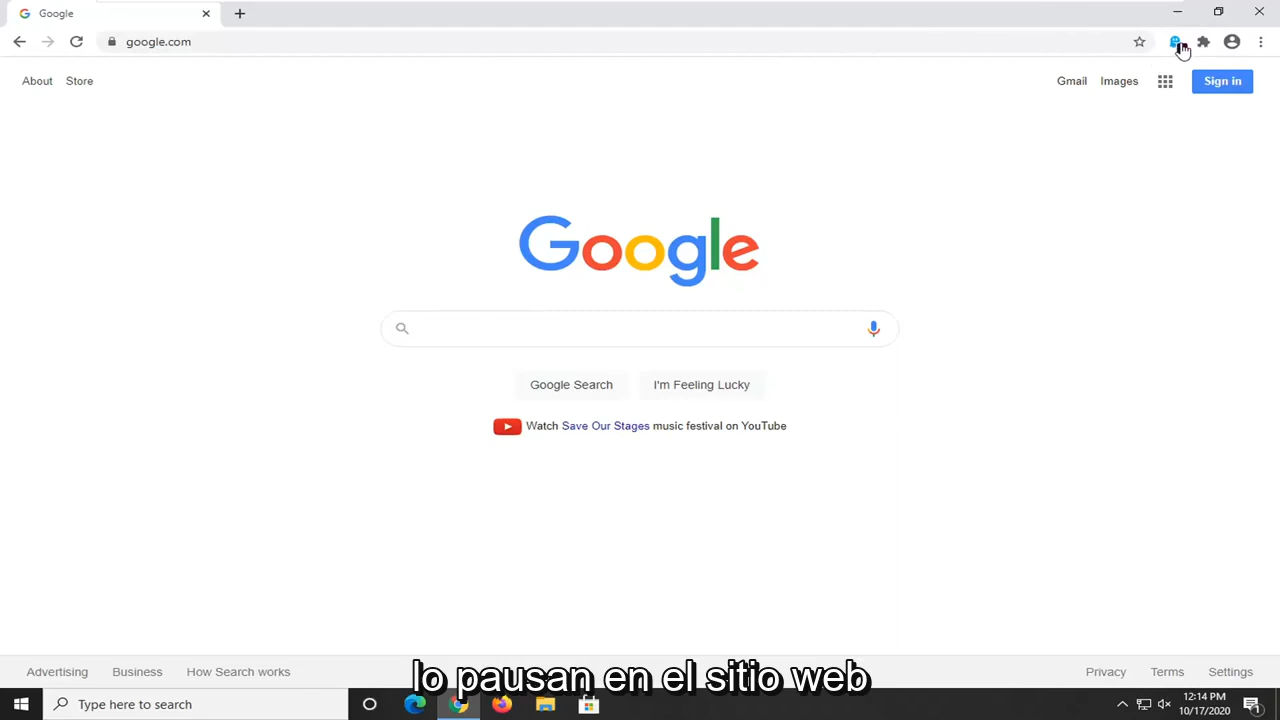 Google
google.com
About Store
Gmail Images Sign in
Google
Google Search I'm Feeling Lucky
Watch Save Our Stages music festival on YouTube
Advertising Business How Search works
Privacy Terms Settings
lo pausan en el sitio web
Type here to search
12:14 PM
10/17/2020
1